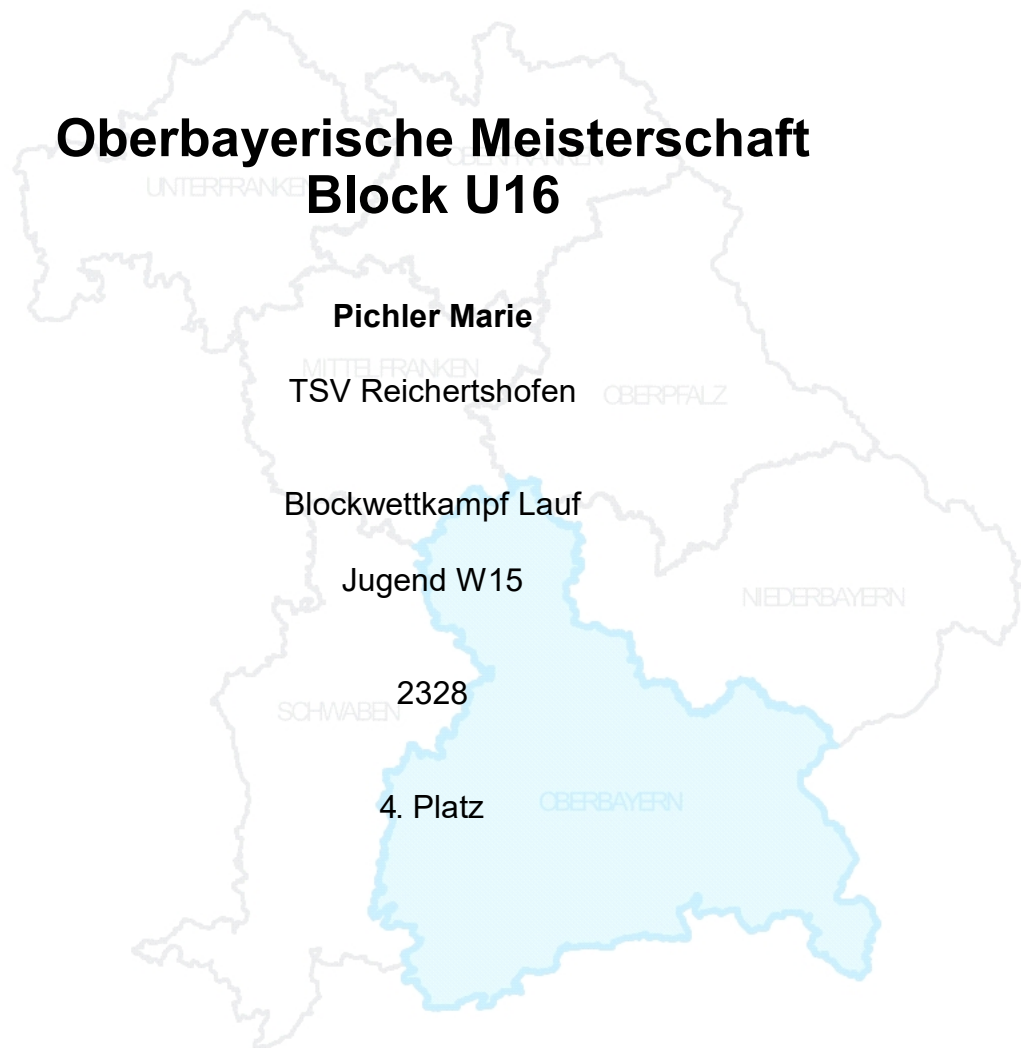 Oberbayerische Meisterschaft
OBERFRANKEN
UNTERFRANKEN
Block U16
Pichler Marie
MITTELFRANKEN
TSV Reichertshofen
OBERPFALZ
Blockwettkampf Lauf
Jugend W15
NIEDERBAYERN
2328
SCHWABEN
4. Platz
OBERBAYERN